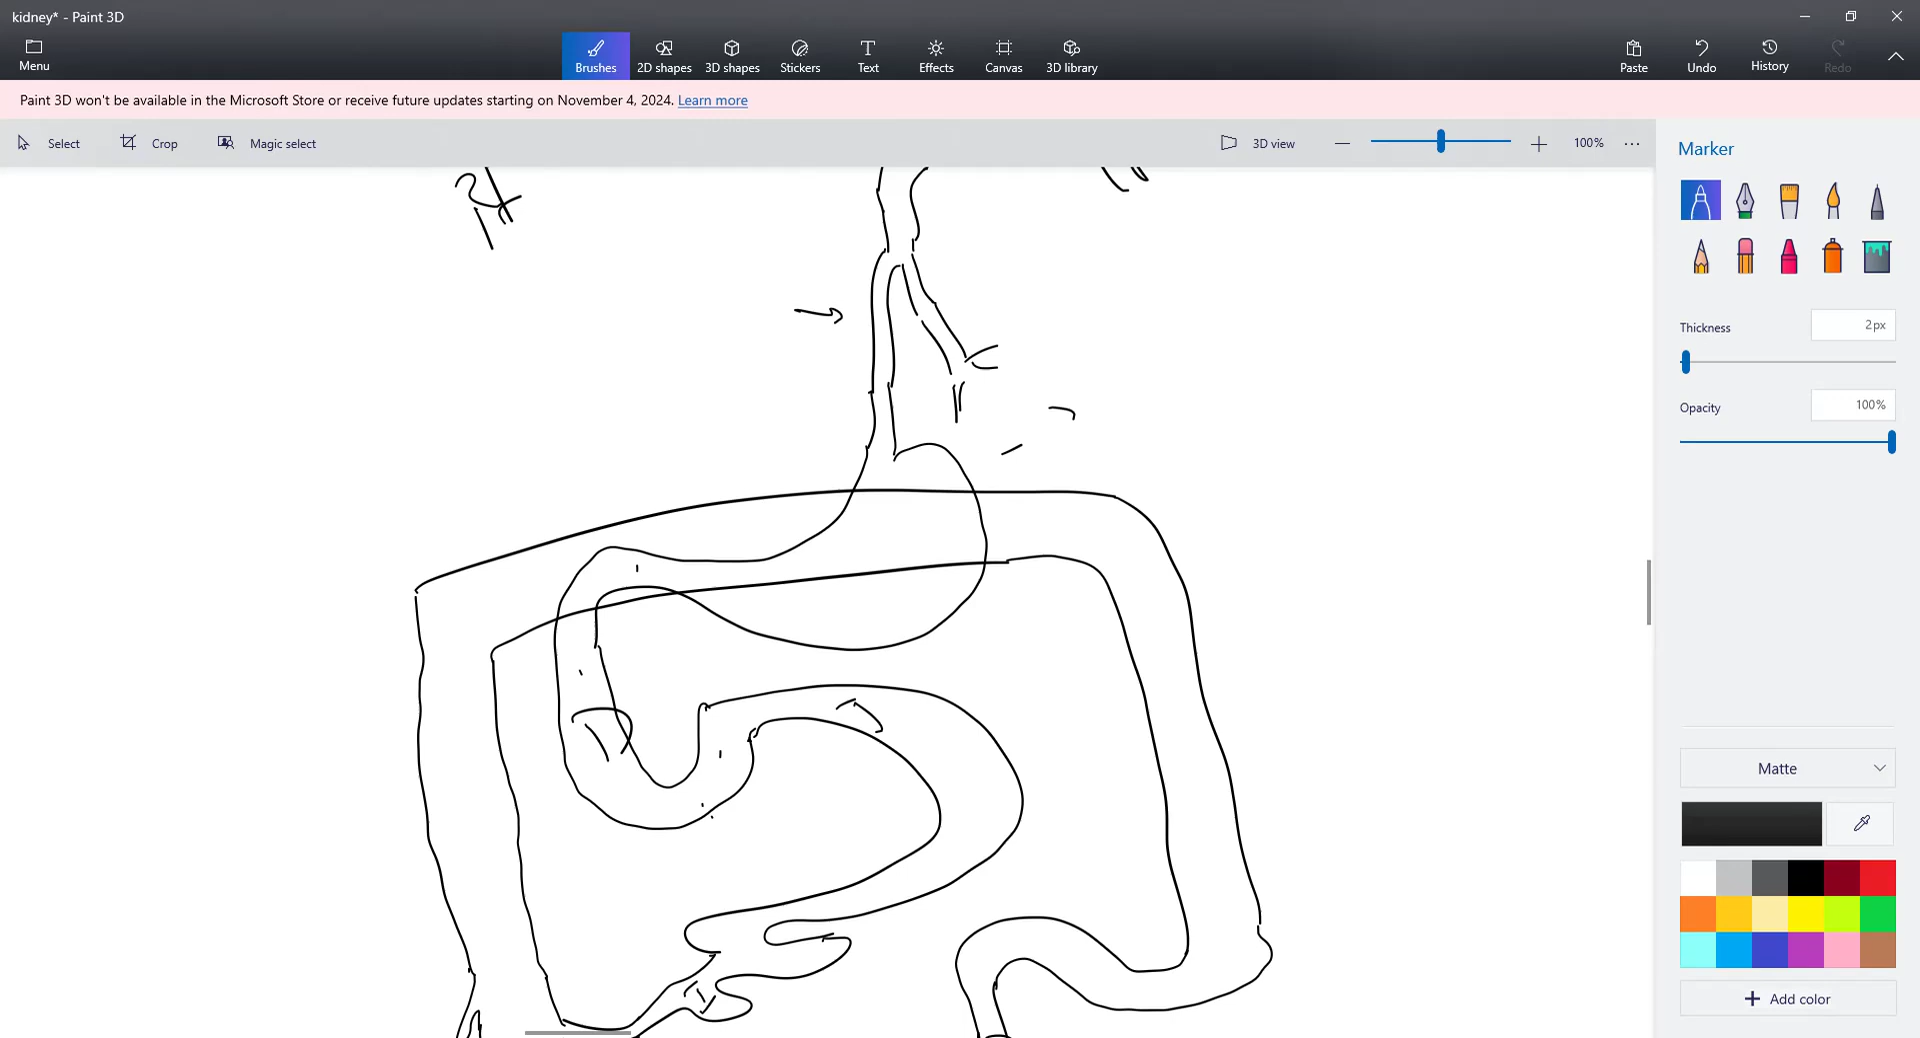 kidney* - Paint 3D
Menu
Brushes
2D shapes
3D shapes
Stickers
Text
Effects
Canvas
3D library
Paste
Undo
History
Redo
Paint 3D won't be available in the Microsoft Store or receive future updates starting on November 4, 2024. Learn more
Select
Crop
Magic select
3D view
100%
Marker
Thickness
2px
Opacity
100%
Matte
Add color